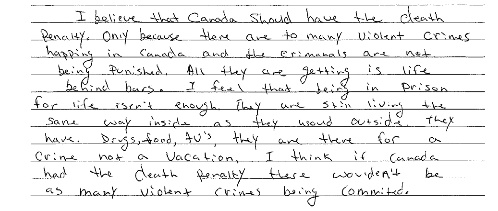 I believe that Canada Should have the death
Penalty. Only because there are to many violent crimes
happing in Canada and the criminals are not
being Punished. All they are getting is life
behind bars. I feel that being in Prison
for life isn't enough They are still living the
same way inside as they would outside They
have. Drugs, food, TV's, they are there for a
Crime not a Vacation. I think if Canada
had the death Penalty there wouden't be
as many violent crimes being commited.